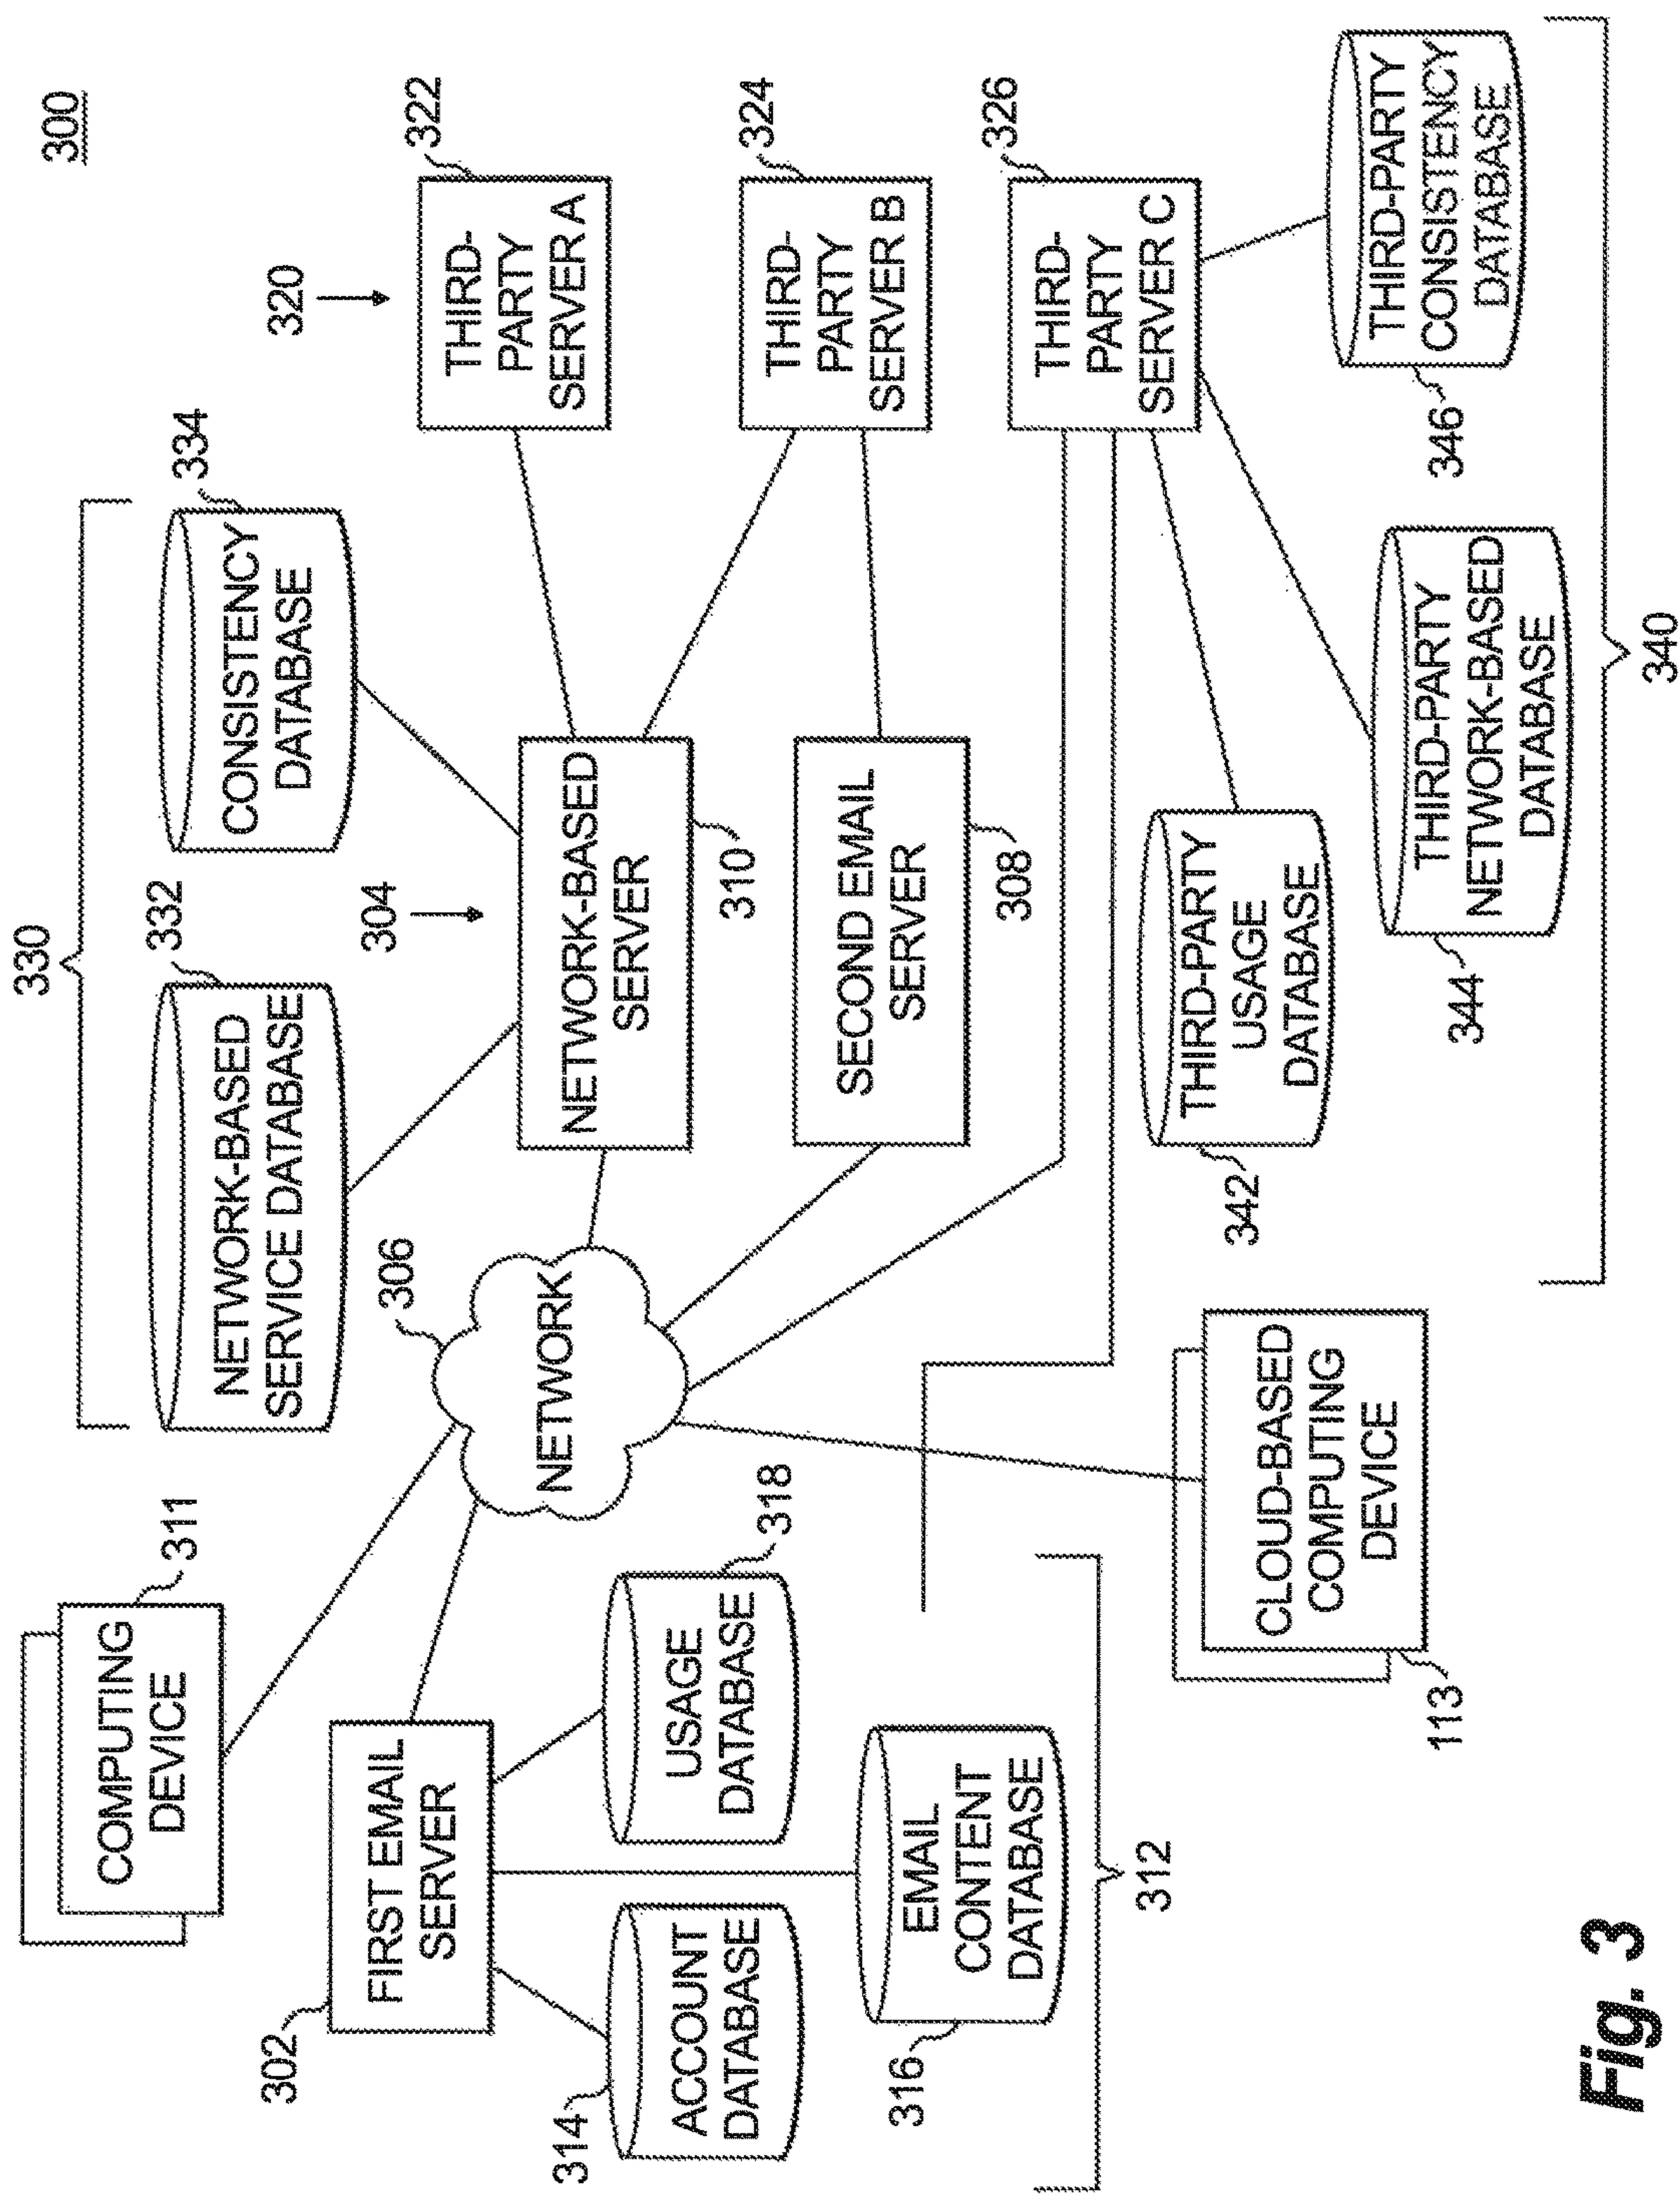 300
330
332
NETWORK-BASED
SERVICE DATABASE
334
CONSISTENCY
DATABASE
311
COMPUTING
DEVICE
306
NETWORK
304
NETWORK-BASED
SERVER
310
320
322
THIRD-
PARTY
SERVER A
302
FIRST EMAIL
SERVER
SECOND EMAIL
SERVER
308
324
THIRD-
PARTY
SERVER B
314
ACCOUNT
DATABASE
318
USAGE
DATABASE
316
EMAIL
CONTENT
DATABASE
312
326
THIRD-
PARTY
SERVER C
113
CLOUD-BASED
COMPUTING
DEVICE
342
THIRD-PARTY
USAGE
DATABASE
344
THIRD-PARTY
NETWORK-BASED
DATABASE
346
THIRD-PARTY
CONSISTENCY
DATABASE
340
Fig. 3